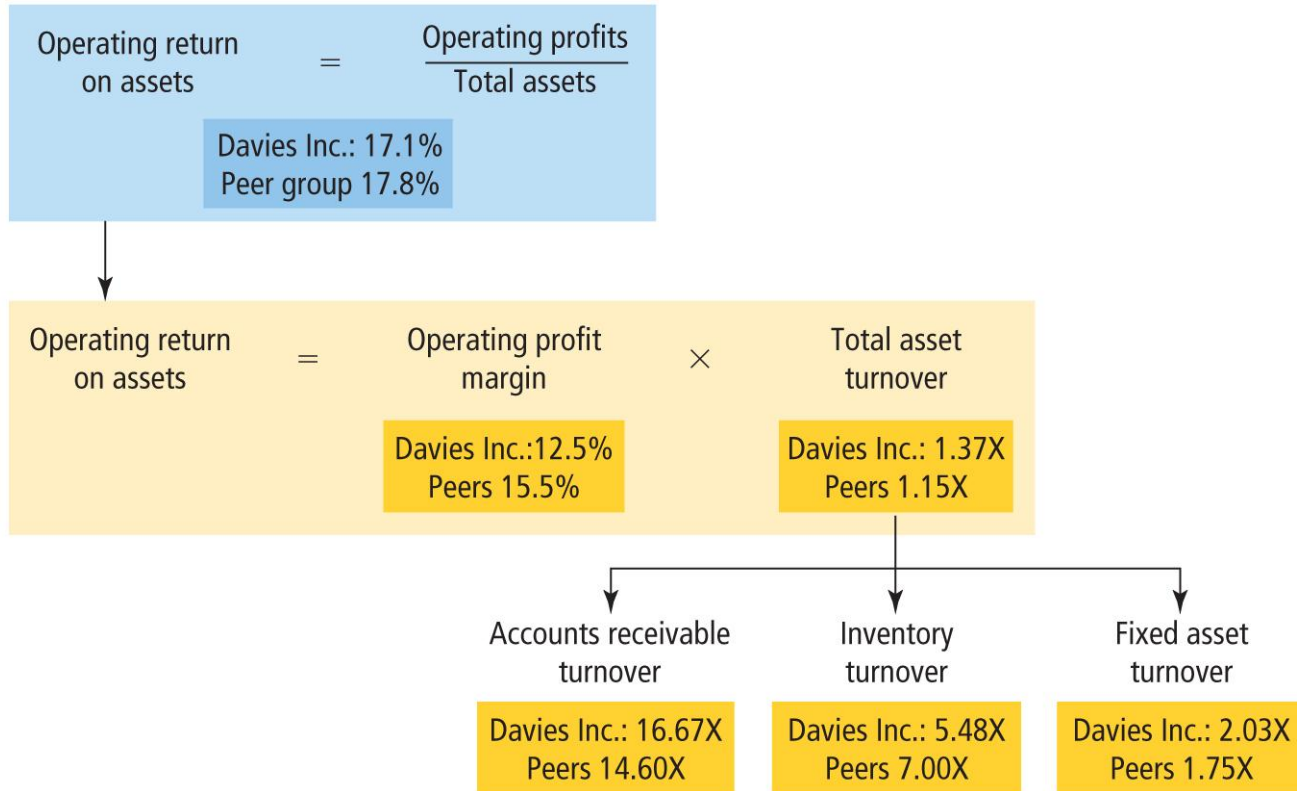 Operating return
on assets
=
Operating profits
Total assets
Davies Inc.: 17.1%
Peer group 17.8%
Operating return
on assets
=
Operating profit
margin
×
Total asset
turnover
Davies Inc.:12.5%
Peers 15.5%
Davies Inc.: 1.37X
Peers 1.15X
Accounts receivable
turnover
Inventory
turnover
Fixed asset
turnover
Davies Inc.: 16.67X
Peers 14.60X
Davies Inc.: 5.48X
Peers 7.00X
Davies Inc.: 2.03X
Peers 1.75X